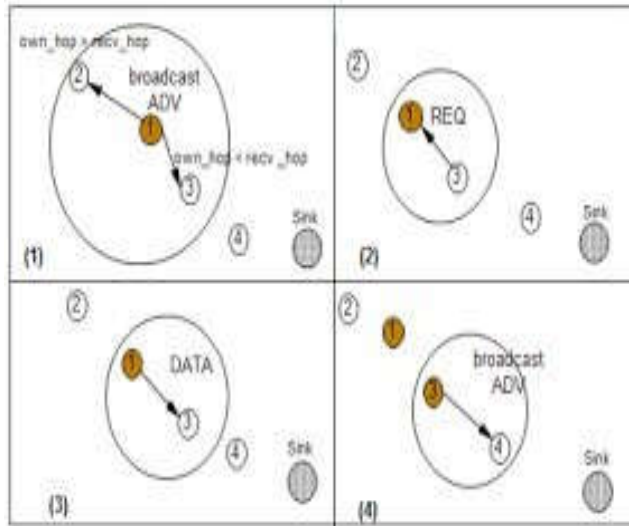 own_hop > recv_hop
2
broadcast
ADV
1
own_hop < recv_hop
3
4
Sink
(1)
2
1
REQ
3
4
Sink
(2)
2
1
DATA
3
4
Sink
(3)
2
1
broadcast
ADV
3
4
Sink
(4)